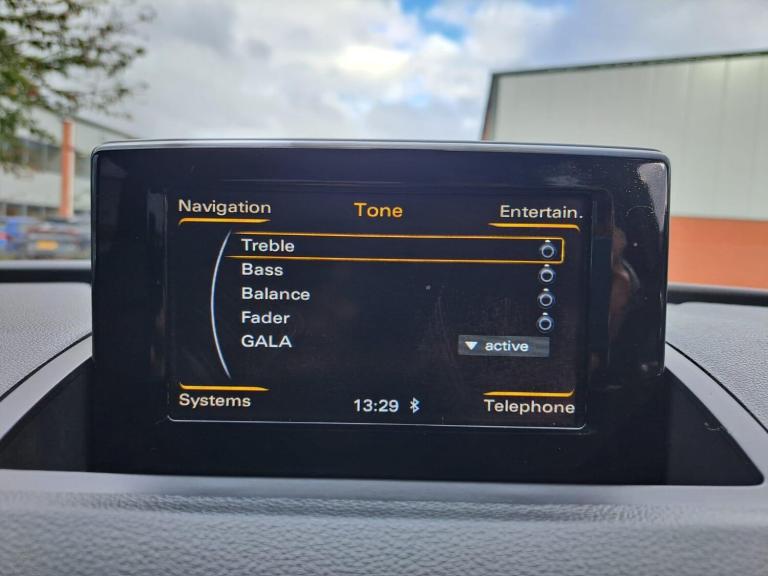 Navigation Tone Entertain.
Treble
Bass
Balance
Fader
GALA active
Systems 13:29 Telephone